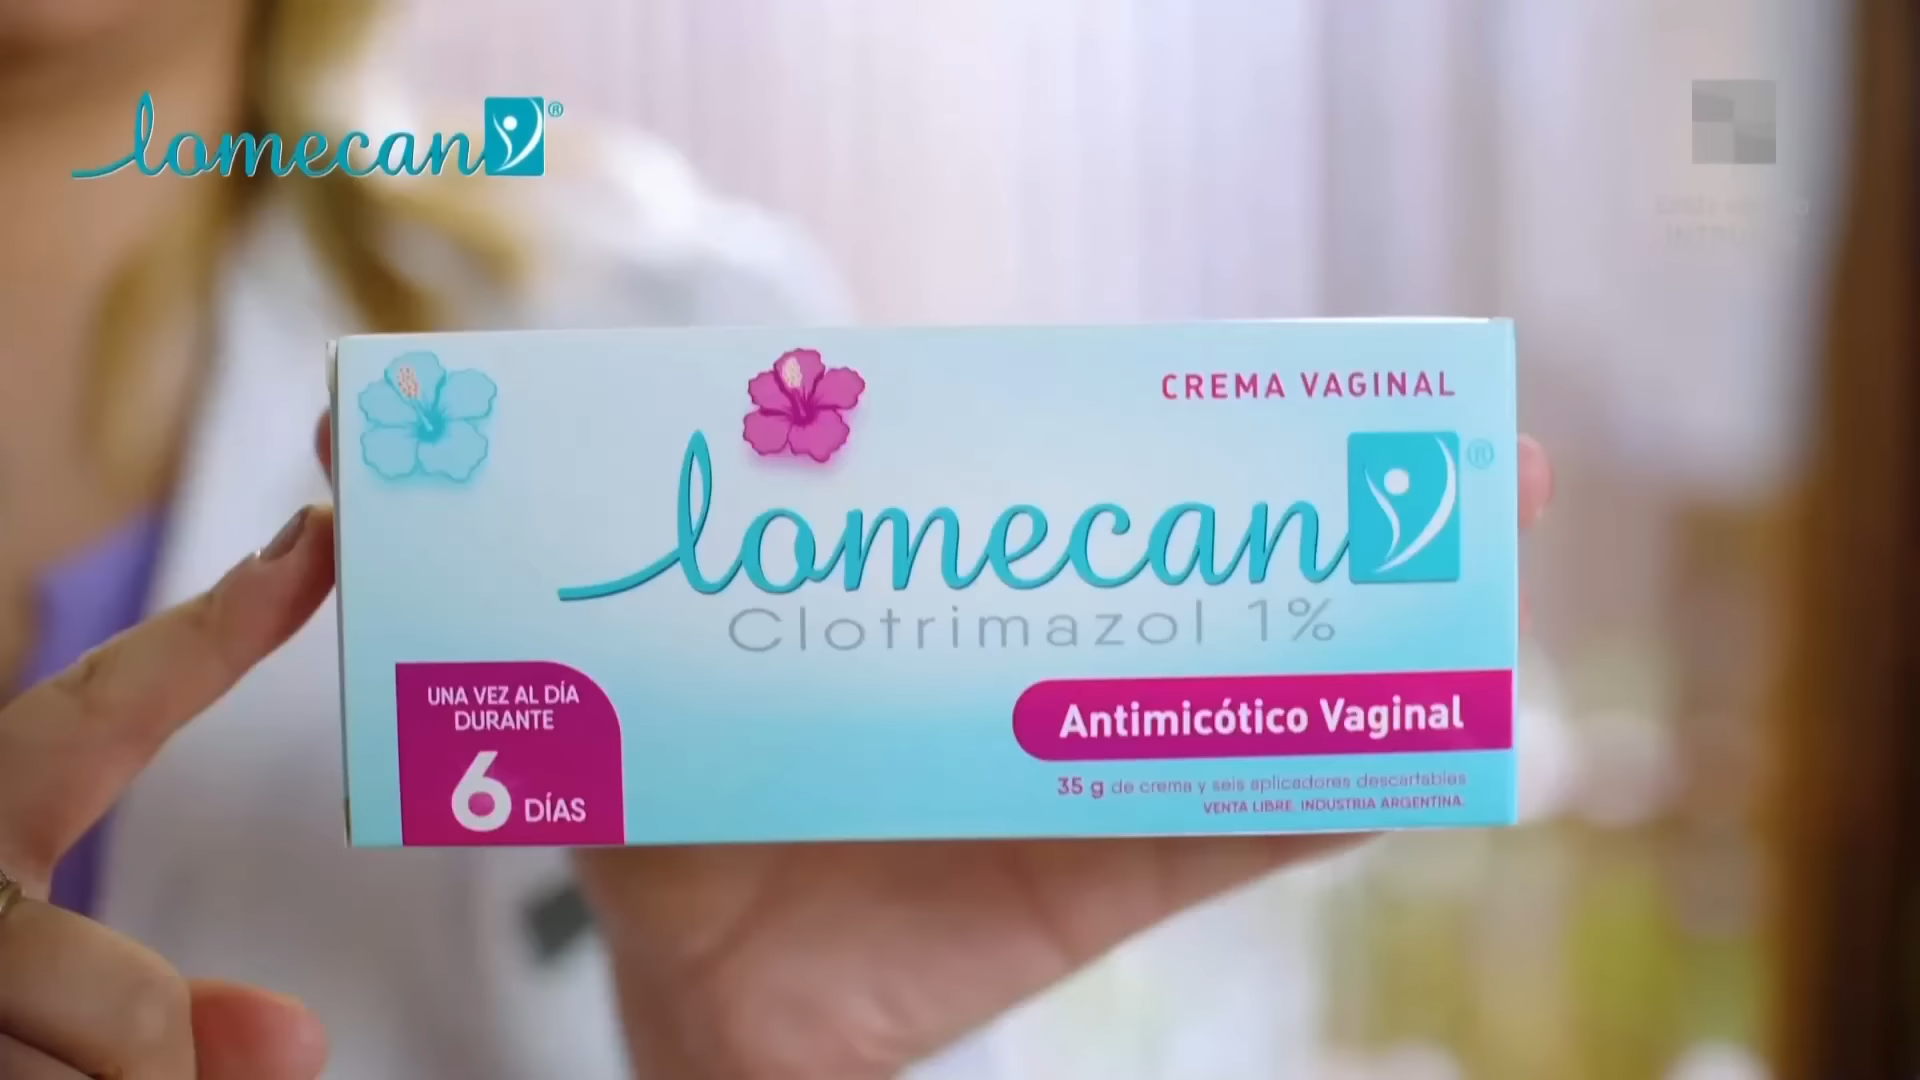 lomecan®
CREMA VAGINAL
lomecan®
Clotrimazol 1%
UNA VEZ AL DÍA
DURANTE
6 DÍAS
Antimicótico Vaginal
35 g de crema y seis aplicadores descartables
VENTA LIBRE. INDUSTRIA ARGENTINA.